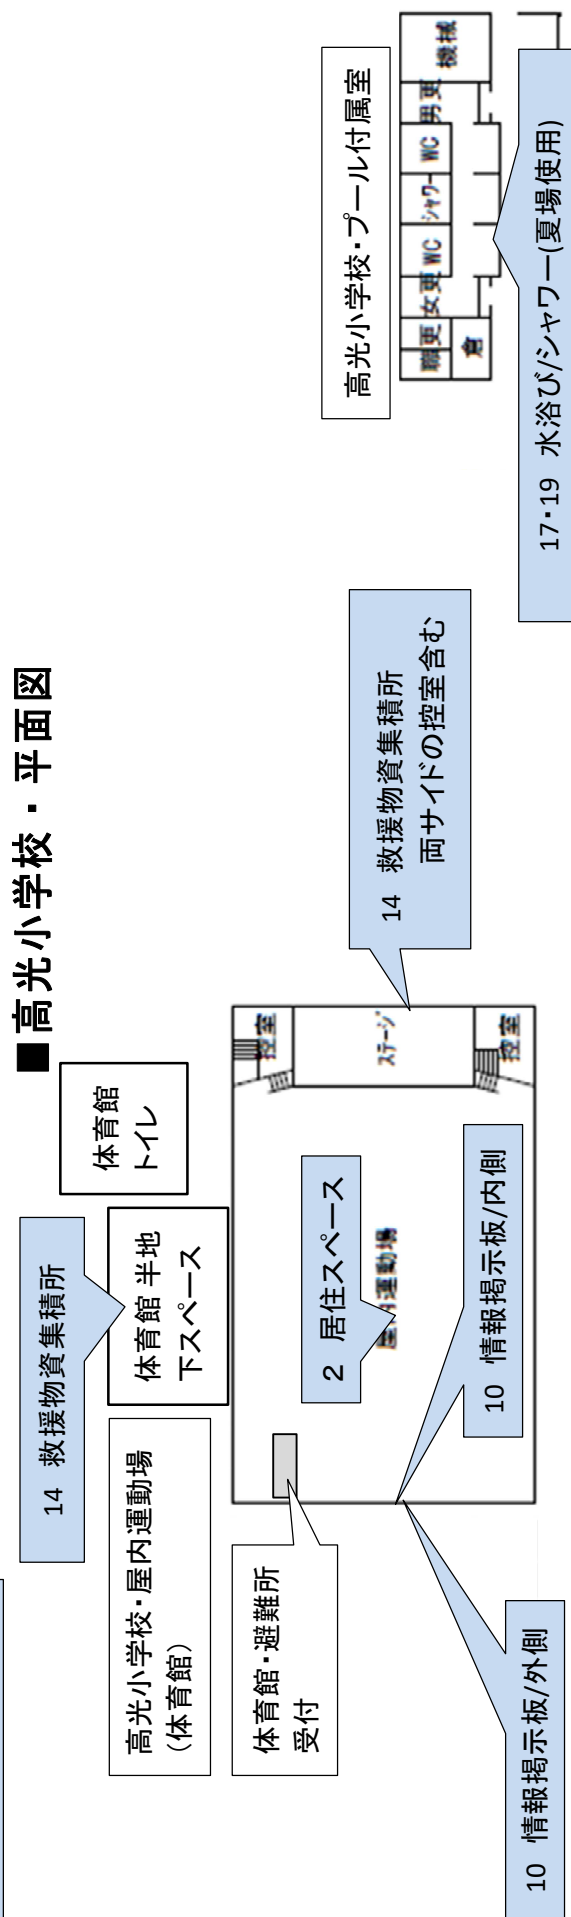 ■高光小学校・平面図
14 救援物資集積所
体育館 半地
下スペース
体育館
トイレ
高光小学校・屋内運動場
(体育館)
体育館・避難所
受付
2 居住スペース
屋内運動場
10 情報掲示板/内側
10 情報掲示板/外側
控室
ステージ
控室
14 救援物資集積所
両サイドの控室含む
高光小学校・プール付属室
職更
倉
女更
WC
シャワー
WC
男更
機械
17・19 水浴び/シャワー(夏場使用)